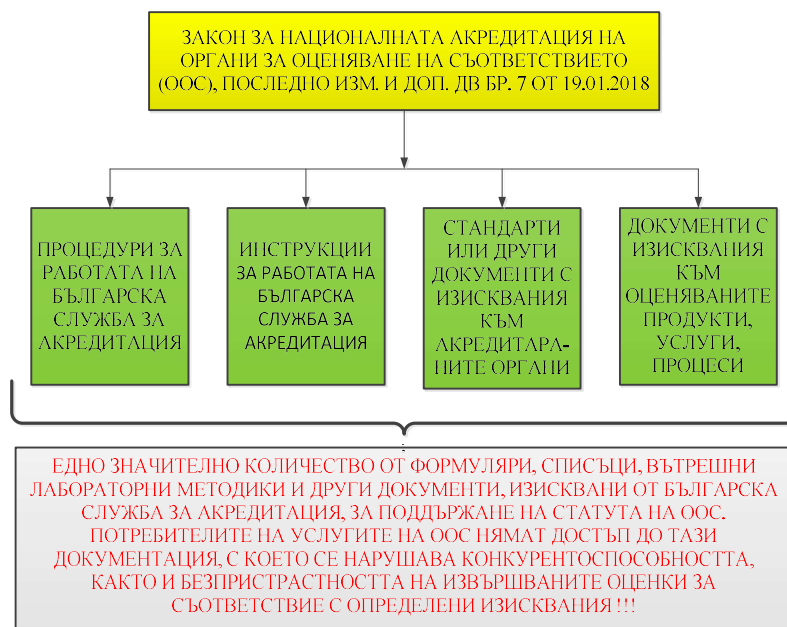 ЗАКОН ЗА НАЦИОНАЛНАТА АКРЕДИТАЦИЯ НА
ОРГАНИ ЗА ОЦЕНЯВАНЕ НА СЪОТВЕТСТВИЕТО
(ООС), ПОСЛЕДНО ИЗМ. И ДОП. ДВ БР. 7 ОТ 19.01.2018
ПРОЦЕДУРИ ЗА
РАБОТАТА НА
БЪЛГАРСКА
СЛУЖБА ЗА
АКРЕДИТАЦИЯ
ИНСТРУКЦИИ
ЗА РАБОТАТА НА
БЪЛГАРСКА
СЛУЖБА ЗА
АКРЕДИТАЦИЯ
СТАНДАРТИ
ИЛИ ДРУГИ
ДОКУМЕНТИ С
ИЗИСКВАНИЯ
КЪМ
АКРЕДИТАРА-
НИТЕ ОРГАНИ
ДОКУМЕНТИ С
ИЗИСКВАНИЯ
КЪМ
ОЦЕНЯВАНИТЕ
ПРОДУКТИ,
УСЛУГИ,
ПРОЦЕСИ
ЕДНО ЗНАЧИТЕЛНО КОЛИЧЕСТВО ОТ ФОРМУЛЯРИ, СПИСЪЦИ, ВЪТРЕШНИ
ЛАБОРАТОРНИ МЕТОДИКИ И ДРУГИ ДОКУМЕНТИ, ИЗИСКВАНИ ОТ БЪЛГАРСКА
СЛУЖБА ЗА АКРЕДИТАЦИЯ, ЗА ПОДДЪРЖАНЕ НА СТАТУТА НА ООС.
ПОТРЕБИТЕЛИТЕ НА УСЛУГИТЕ НА ООС НЯМАТ ДОСТЪП ДО ТАЗИ
ДОКУМЕНТАЦИЯ, С КОЕТО СЕ НАРУШАВА КОНКУРЕНТОСПОСОБНОСТТА,
КАКТО И БЕЗПРИСТРАСТНОСТТА НА ИЗВЪРШВАНИТЕ ОЦЕНКИ ЗА
СЪОТВЕТСТВИЕ С ОПРЕДЕЛЕНИ ИЗИСКВАНИЯ !!!